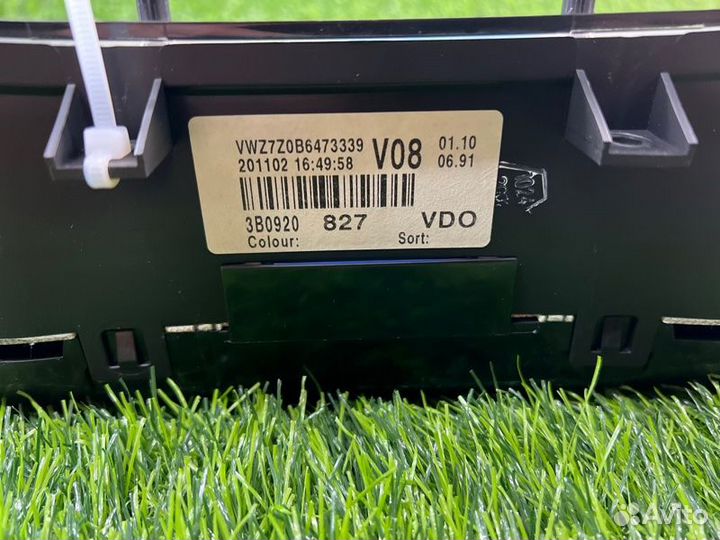 VWZ7Z0B6473339
201102 16:49:58 V08 01.10
06.91
3B0920 827 VDO
Colour: Sort:
Avito